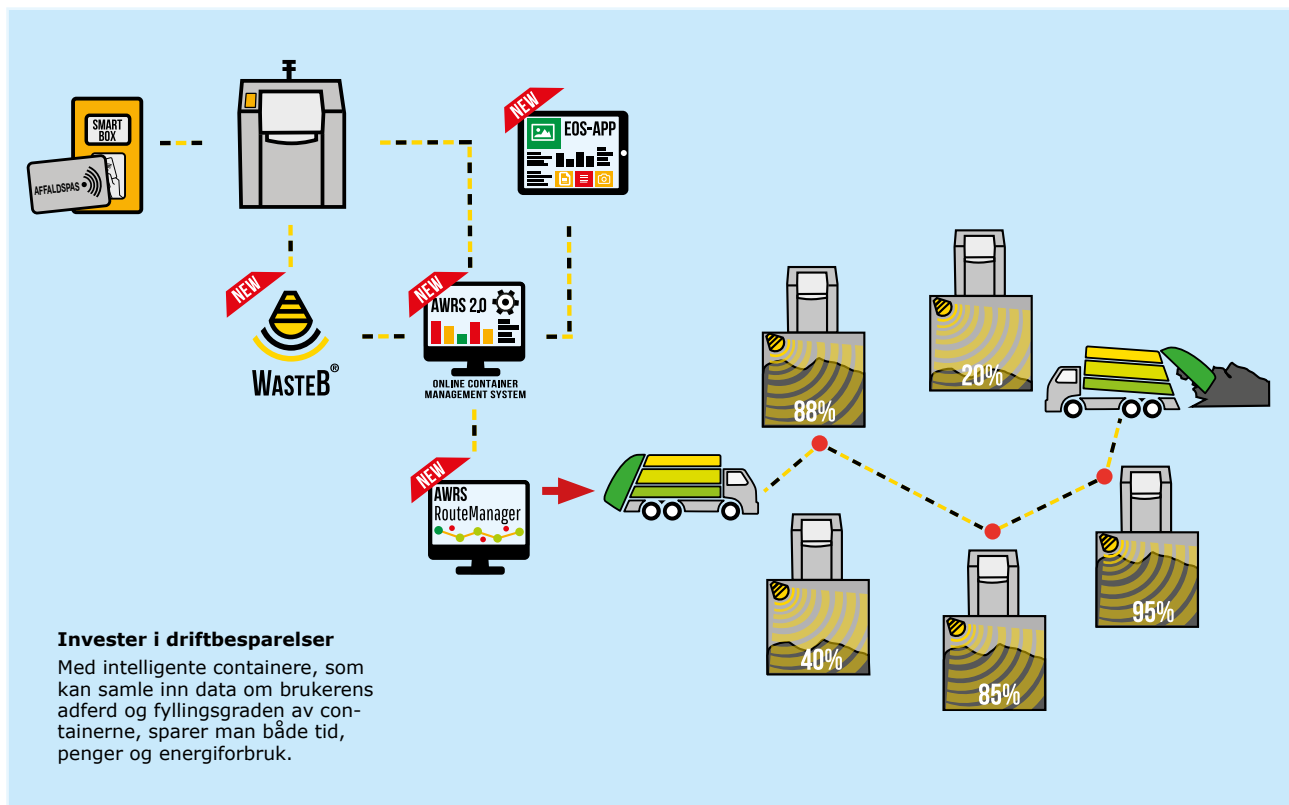 SMART
BOX
AFFALDSPAS
NEW
EOS-APP
NEW
WASTEB®
NEW
AWRS 2,0
ONLINE CONTAINER
MANAGEMENT SYSTEM
NEW
AWRS
RouteManager
88%
20%
40%
85%
95%
Invester i driftbesparelser
Med intelligente containere, som
kan samle inn data om brukerens
adferd og fyllingsgraden av con-
tainerne, sparer man både tid,
penger og energiforbruk.